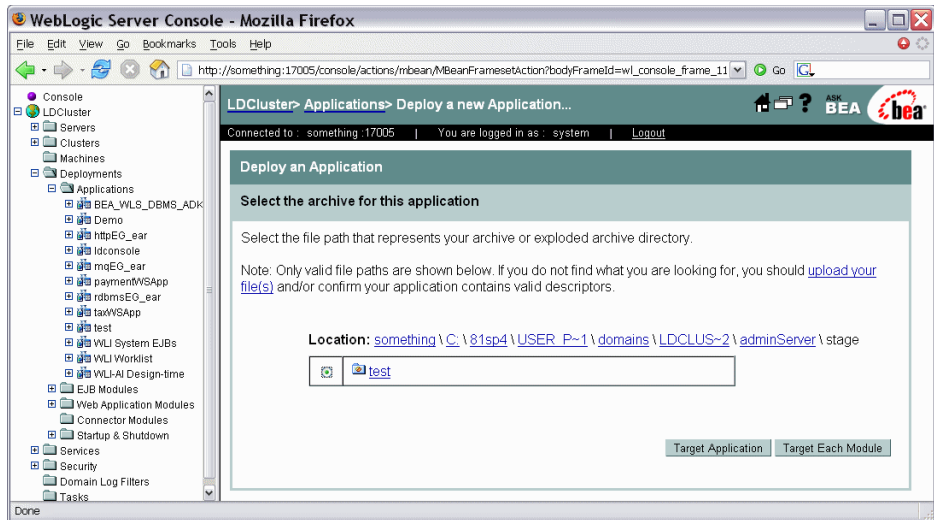 WebLogic Server Console - Mozilla Firefox
File Edit View Go Bookmarks Tools Help
http://something:17005/console/actions/mbean/MBeanFramesetAction?bodyFrameId=wl_console_frame_11 Go G
Console
LDCluster
Servers
Clusters
Machines
Deployments
Applications
BEA_WLS_DBMS_ADK
Demo
httpEG_ear
ldconsole
mqEG_ear
paymentWSApp
rdbmsEG_ear
taxWSApp
test
WLI System EJBs
WLI Worklist
WLI-AI Design-time
EJB Modules
Web Application Modules
Connector Modules
Startup & Shutdown
Services
Security
Domain Log Filters
Tasks
LDCluster> Applications> Deploy a new Application...
? ASK BEA bea
Connected to : something :17005 | You are logged in as : system | Logout
Deploy an Application
Select the archive for this application
Select the file path that represents your archive or exploded archive directory.
Note: Only valid file paths are shown below. If you do not find what you are looking for, you should upload your
file(s) and/or confirm your application contains valid descriptors.
Location: something \ C: \ 81sp4 \ USER_P~1 \ domains \ LDCLUS~2 \ adminServer \ stage
test
Target Application Target Each Module
Done